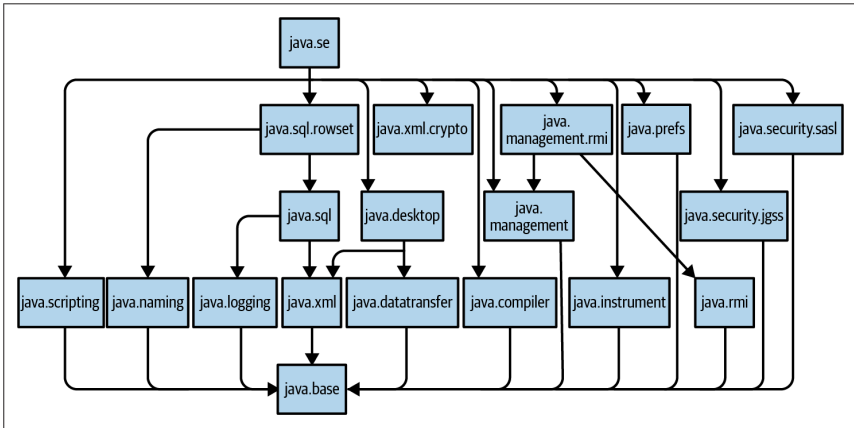 java.se
java.sql.rowset
java.xml.crypto
java.
management.rmi
java.prefs
java.security.sasl
java.sql
java.desktop
java.
management
java.security.jgss
java.scripting
java.naming
java.logging
java.xml
java.datatransfer
java.compiler
java.instrument
java.rmi
java.base